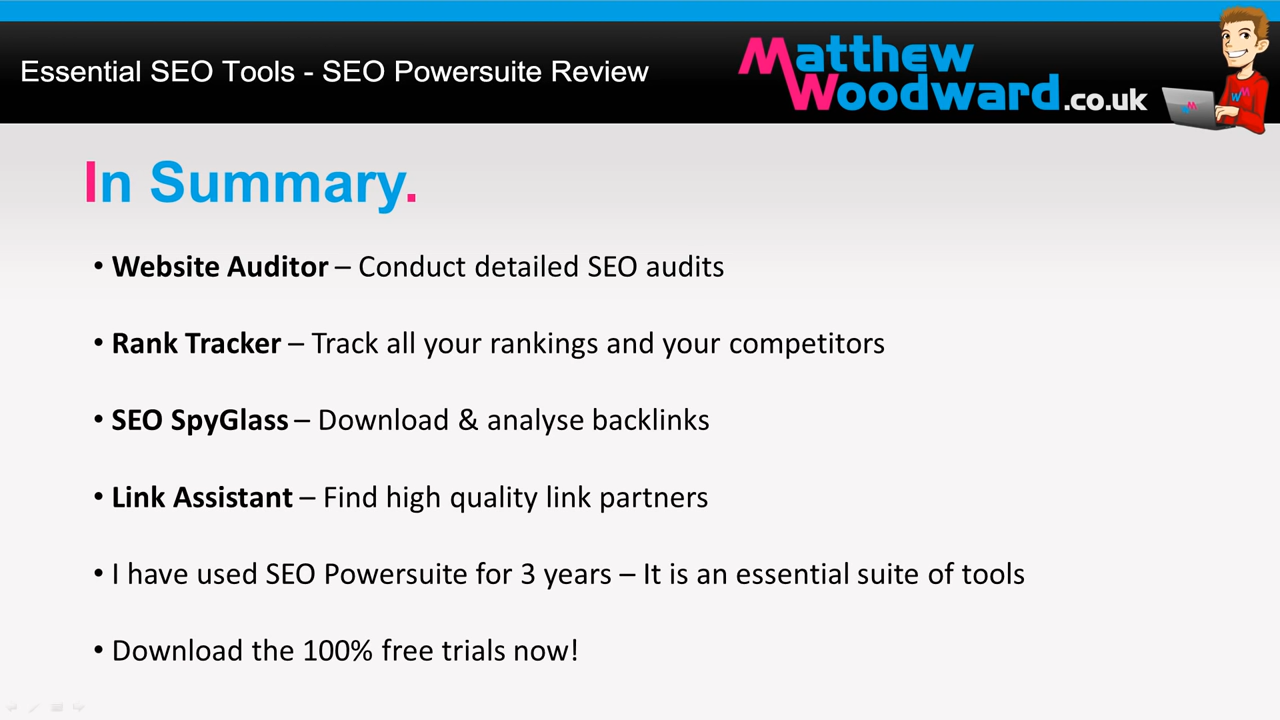 Essential SEO Tools - SEO Powersuite Review
Matthew
Woodward.co.uk
WM
In Summary.
• Website Auditor – Conduct detailed SEO audits
• Rank Tracker – Track all your rankings and your competitors
• SEO SpyGlass – Download & analyse backlinks
• Link Assistant – Find high quality link partners
• I have used SEO Powersuite for 3 years – It is an essential suite of tools
• Download the 100% free trials now!